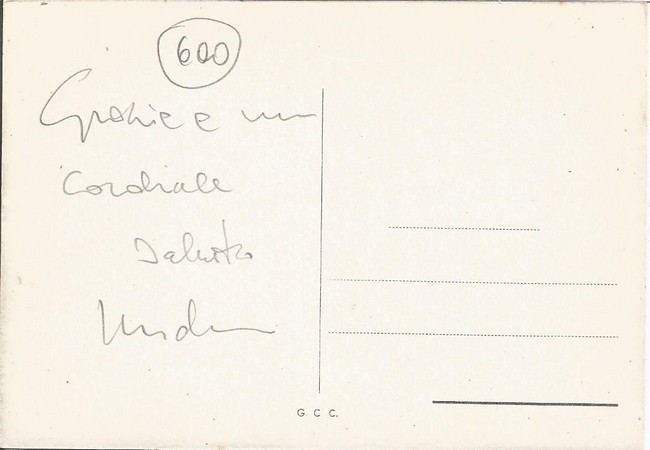 600
Grazie e un
cordiale
saluto
G. C. C.